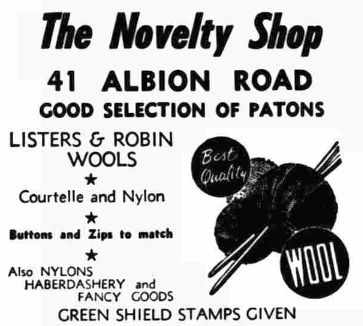 The Novelty Shop
41 ALBION ROAD
GOOD SELECTION OF PATONS
LISTERS & ROBIN
WOOLS
★
Courtelle and Nylon
★
Buttons and Zips to match
★
Also NYLONS
HABERDASHERY and
FANCY GOODS
Best
Quality
WOOL
GREEN SHIELD STAMPS GIVEN